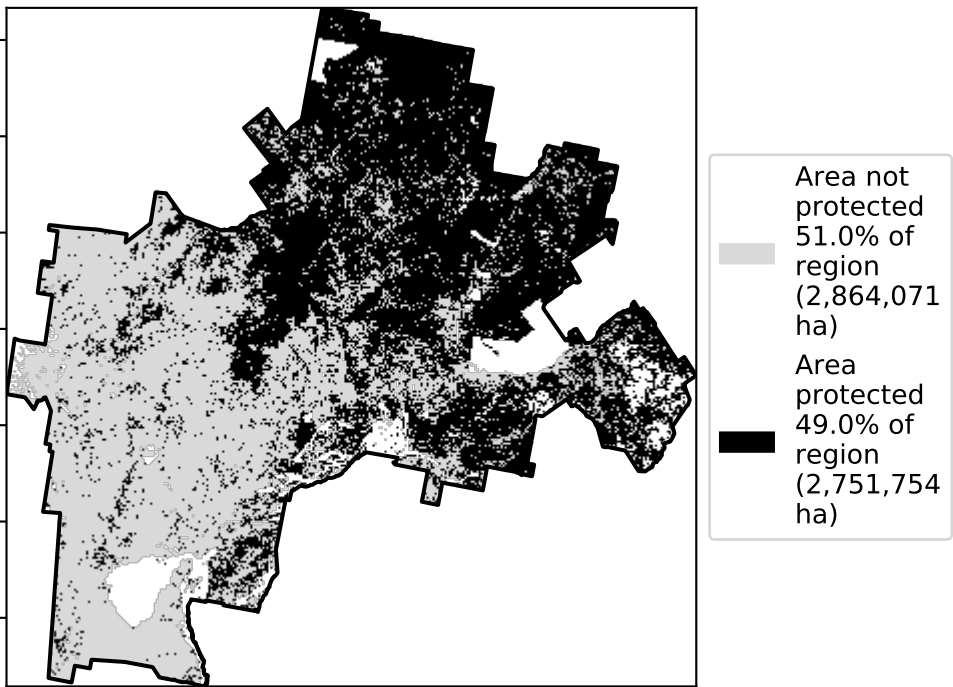 Area not
protected
51.0% of
region
(2,864,071
ha)
Area
protected
49.0% of
region
(2,751,754
ha)